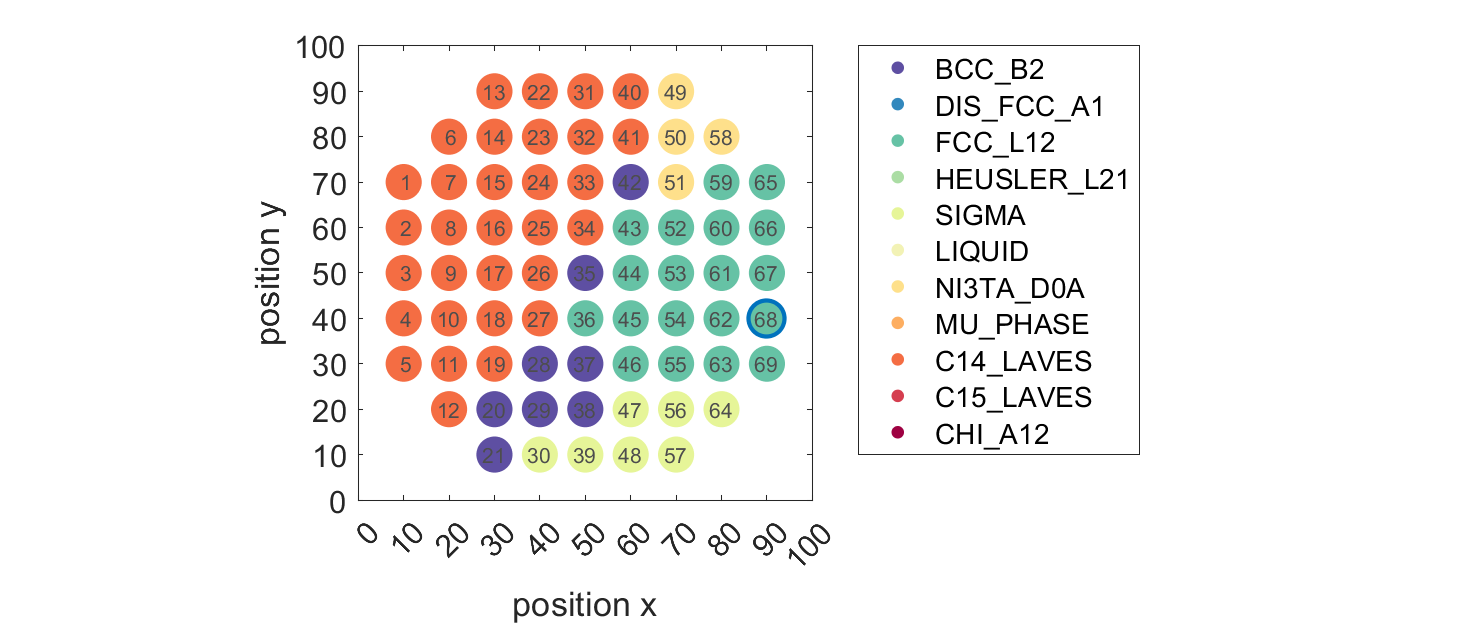 100
90 13 22 31 40 49
80 6 14 23 32 41 50 58
70 1 7 15 24 33 42 51 59 65
60 2 8 16 25 34 43 52 60 66
50 3 9 17 26 35 44 53 61 67
40 4 10 18 27 36 45 54 62 68
30 5 11 19 28 37 46 55 63 69
20 12 20 29 38 47 56 64
10 21 30 39 48 57
0
0 10 20 30 40 50 60 70 80 90 100
position x
position y
BCC_B2
DIS_FCC_A1
FCC_L12
HEUSLER_L21
SIGMA
LIQUID
NI3TA_D0A
MU_PHASE
C14_LAVES
C15_LAVES
CHI_A12